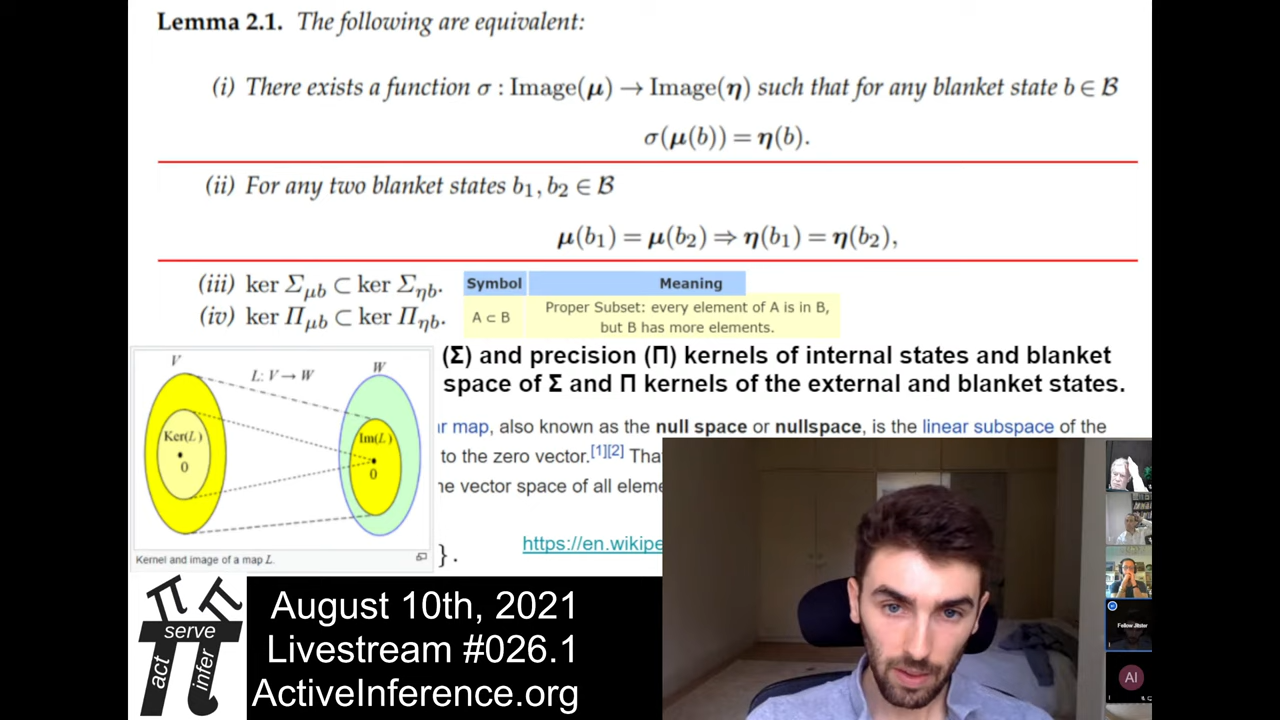 Lemma 2.1. The following are equivalent:
(i) There exists a function σ : Image(μ) → Image(η) such that for any blanket state b ∈ ℬ
σ(μ(b)) = η(b).
(ii) For any two blanket states b₁, b₂ ∈ ℬ
μ(b₁) = μ(b₂) ⇒ η(b₁) = η(b₂),
(iii) ker Σμb ⊂ ker Σηb.
(iv) ker Πμb ⊂ ker Πηb.
Symbol Meaning
A ⊂ B Proper Subset: every element of A is in B,
but B has more elements.
(Σ) and precision (Π) kernels of internal states and blanket
space of Σ and Π kernels of the external and blanket states.
V L: V → W W
Ker(L) Im(L)
0 0
Kernel and image of a map L.
ar map, also known as the null space or nullspace, is the linear subspace of the
to the zero vector.[1][2] Tha
he vector space of all eleme
}.
https://en.wikipe
π π
serve
act infer
August 10th, 2021
Livestream #026.1
ActiveInference.org
Fellow Jitster
AI